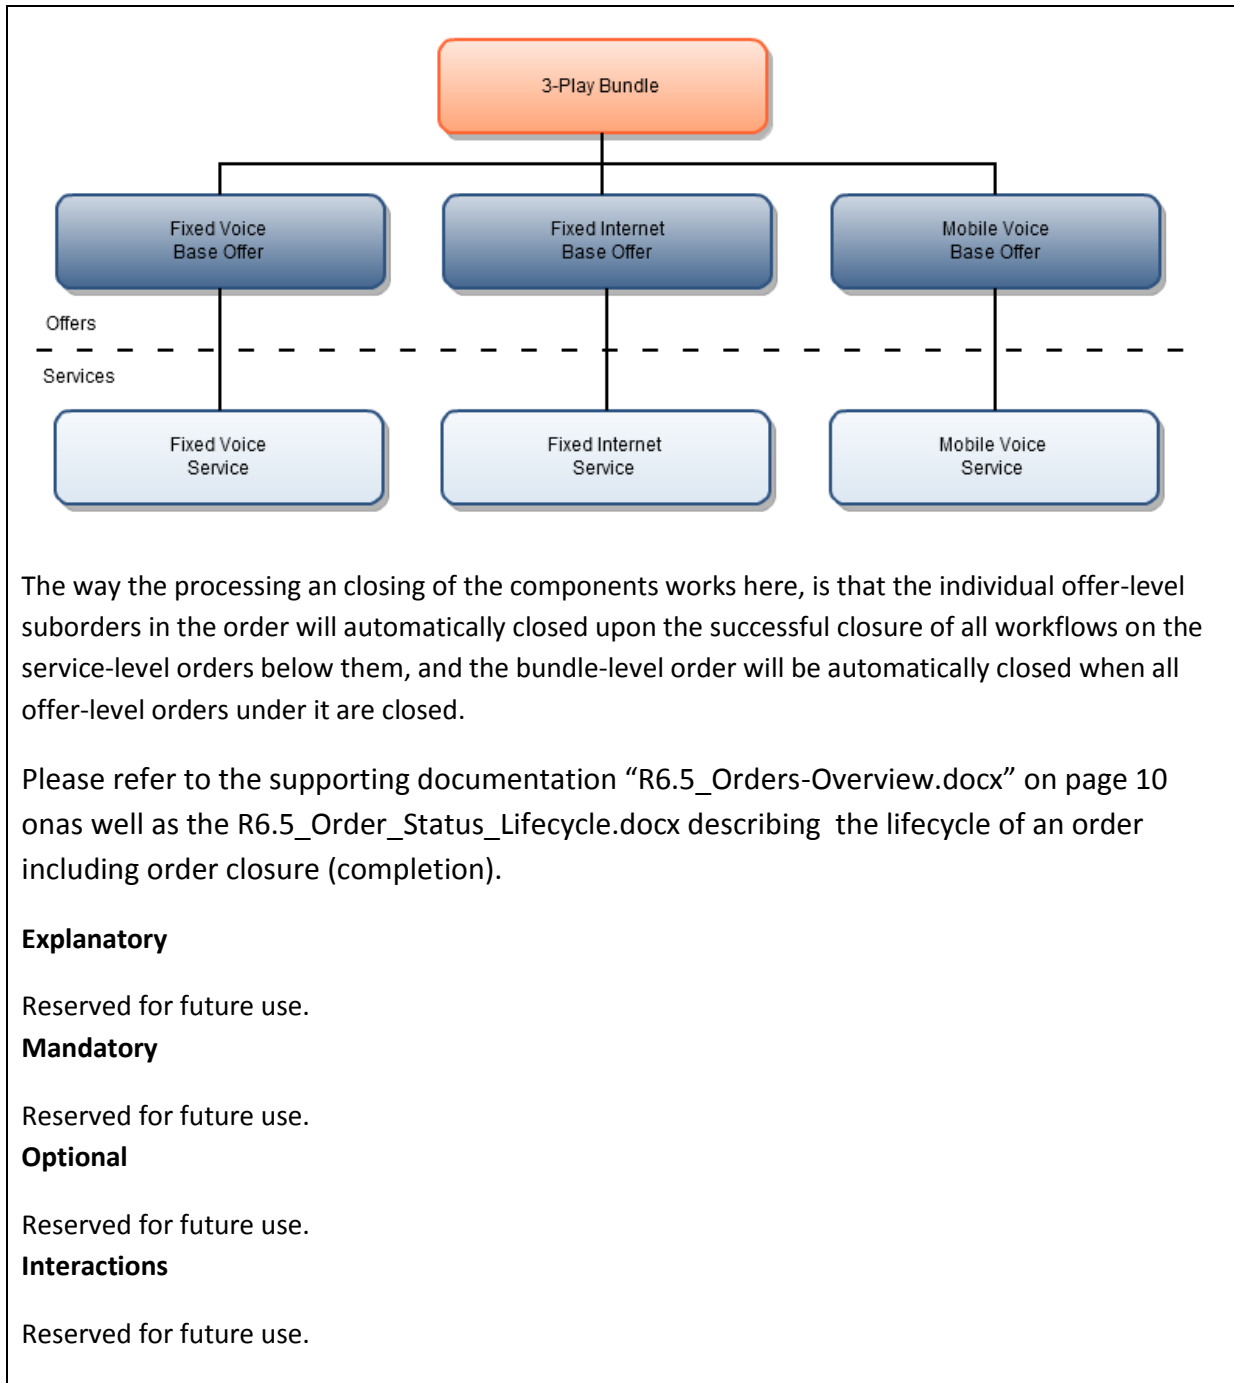 3-Play Bundle
Fixed Voice
Base Offer
Fixed Internet
Base Offer
Mobile Voice
Base Offer
Offers
Services
Fixed Voice
Service
Fixed Internet
Service
Mobile Voice
Service
The way the processing an closing of the components works here, is that the individual offer-level
suborders in the order will automatically closed upon the successful closure of all workflows on the
service-level orders below them, and the bundle-level order will be automatically closed when all
offer-level orders under it are closed.
Please refer to the supporting documentation “R6.5_Orders-Overview.docx” on page 10
onas well as the R6.5_Order_Status_Lifecycle.docx describing  the lifecycle of an order
including order closure (completion).
Explanatory
Reserved for future use.
Mandatory
Reserved for future use.
Optional
Reserved for future use.
Interactions
Reserved for future use.